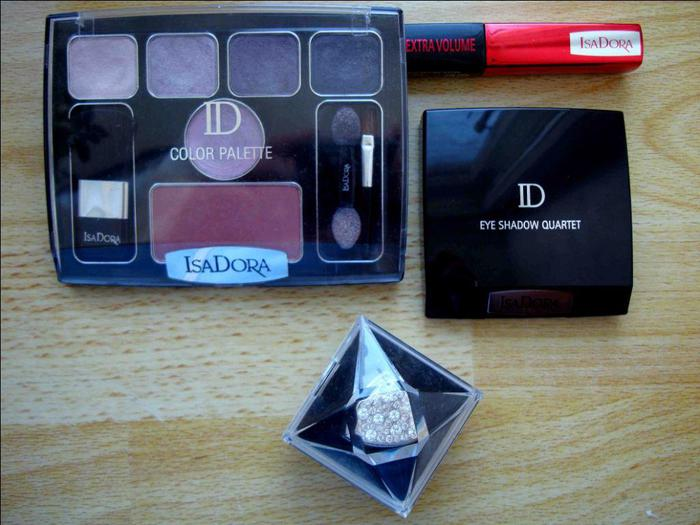 ID
COLOR PALETTE
ISADORA
ISADORA
ISADORA
EXTRA VOLUME
ISADORA
ID
EYE SHADOW QUARTET
ISADORA